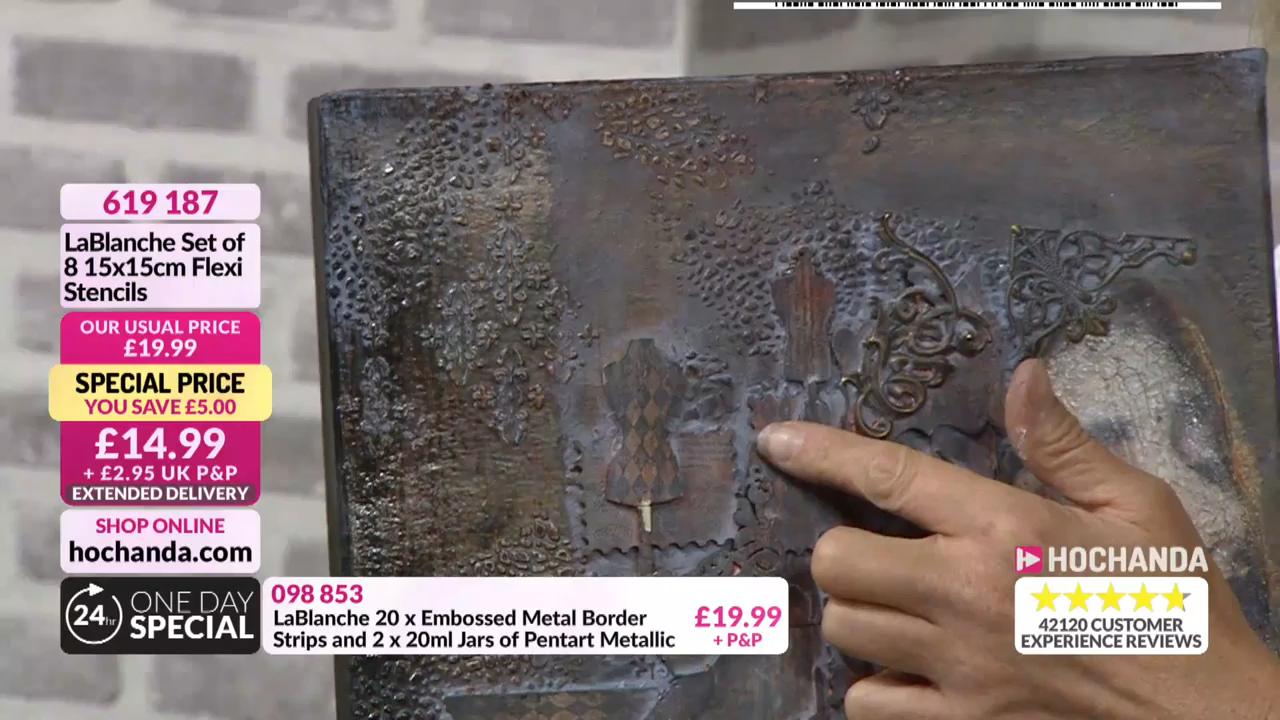 619 187
LaBlanche Set of
8 15x15cm Flexi
Stencils
OUR USUAL PRICE
£19.99
SPECIAL PRICE
YOU SAVE £5.00
£14.99
+ £2.95 UK P&P
EXTENDED DELIVERY
SHOP ONLINE
hochanda.com
24hr
ONE DAY
SPECIAL
098 853
LaBlanche 20 x Embossed Metal Border
Strips and 2 x 20ml Jars of Pentart Metallic
£19.99
+ P&P
HOCHANDA
42120 CUSTOMER
EXPERIENCE REVIEWS